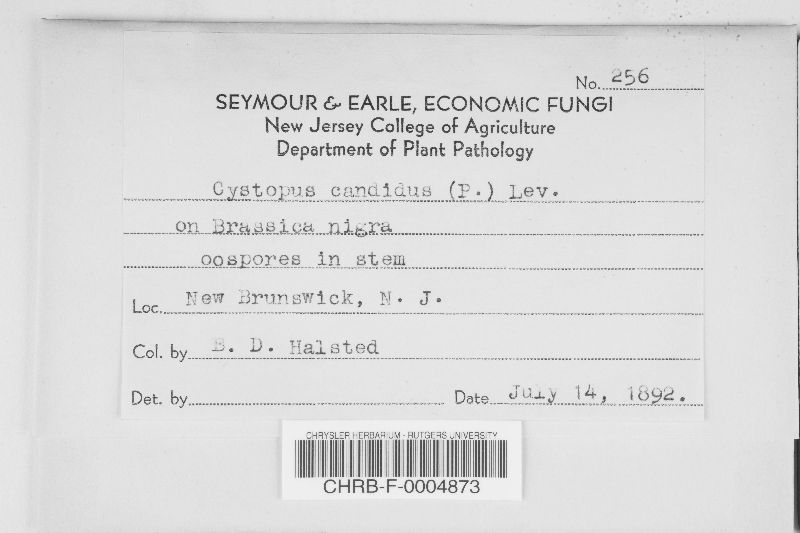 No. 256
SEYMOUR & EARLE, ECONOMIC FUNGI
New Jersey College of Agriculture
Department of Plant Pathology
Cystopus candidus (P.) Lev.
on Brassica nigra
oospores in stem
Loc. New Brunswick, N. J.
Col. by B. D. Halsted
Det. by
Date July 14, 1892.
CHRYSLER HERBARIUM - RUTGERS UNIVERSITY
CHRB-F-0004873